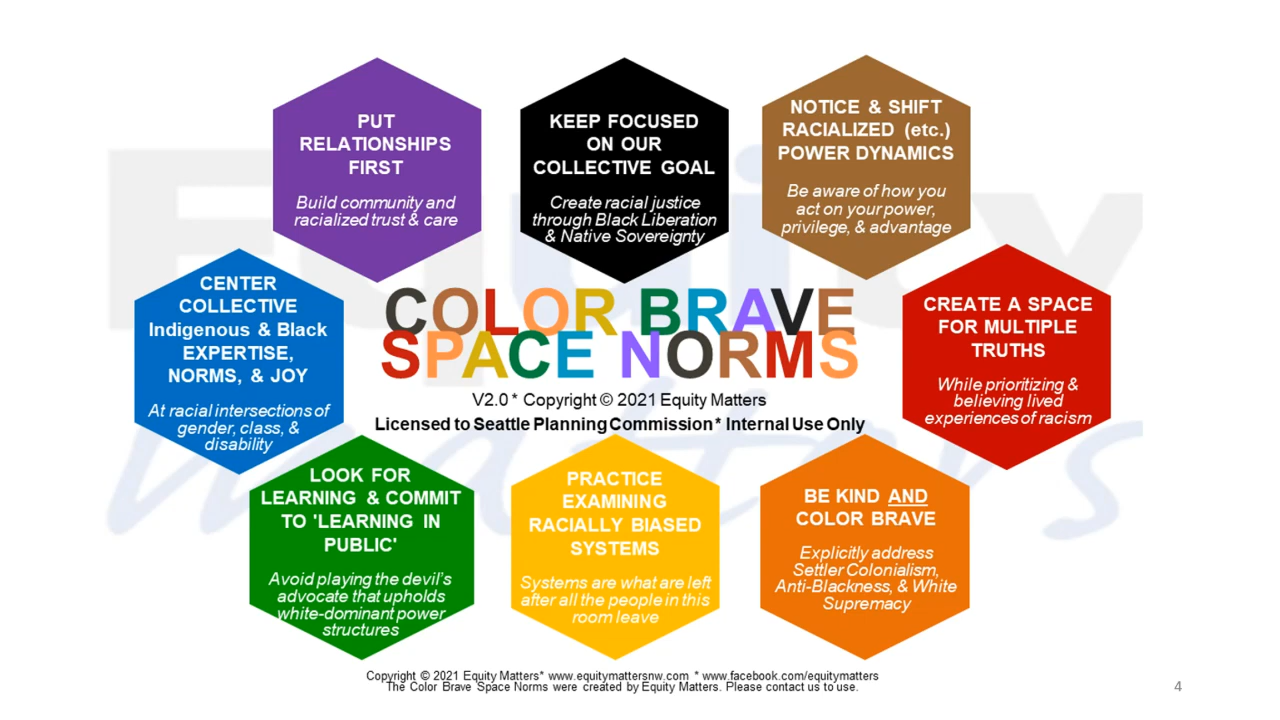 PUT
RELATIONSHIPS
FIRST
Build community and
racialized trust & care
KEEP FOCUSED
ON OUR
COLLECTIVE GOAL
Create racial justice
through Black Liberation
& Native Sovereignty
NOTICE & SHIFT
RACIALIZED (etc.)
POWER DYNAMICS
Be aware of how you
act on your power,
privilege, & advantage
CENTER
COLLECTIVE
Indigenous & Black
EXPERTISE,
NORMS, & JOY
At racial intersections of
gender, class, &
disability
COLOR BRAVE
SPACE NORMS
V2.0 * Copyright © 2021 Equity Matters
Licensed to Seattle Planning Commission * Internal Use Only
CREATE A SPACE
FOR MULTIPLE
TRUTHS
While prioritizing &
believing lived
experiences of racism
LOOK FOR
LEARNING & COMMIT
TO 'LEARNING IN
PUBLIC'
Avoid playing the devil's
advocate that upholds
white-dominant power
structures
PRACTICE
EXAMINING
RACIALLY BIASED
SYSTEMS
Systems are what are left
after all the people in this
room leave
BE KIND AND
COLOR BRAVE
Explicitly address
Settler Colonialism,
Anti-Blackness, & White
Supremacy
Equity
matters
Copyright © 2021 Equity Matters* www.equitymattersnw.com * www.facebook.com/equitymatters
The Color Brave Space Norms were created by Equity Matters. Please contact us to use.
4